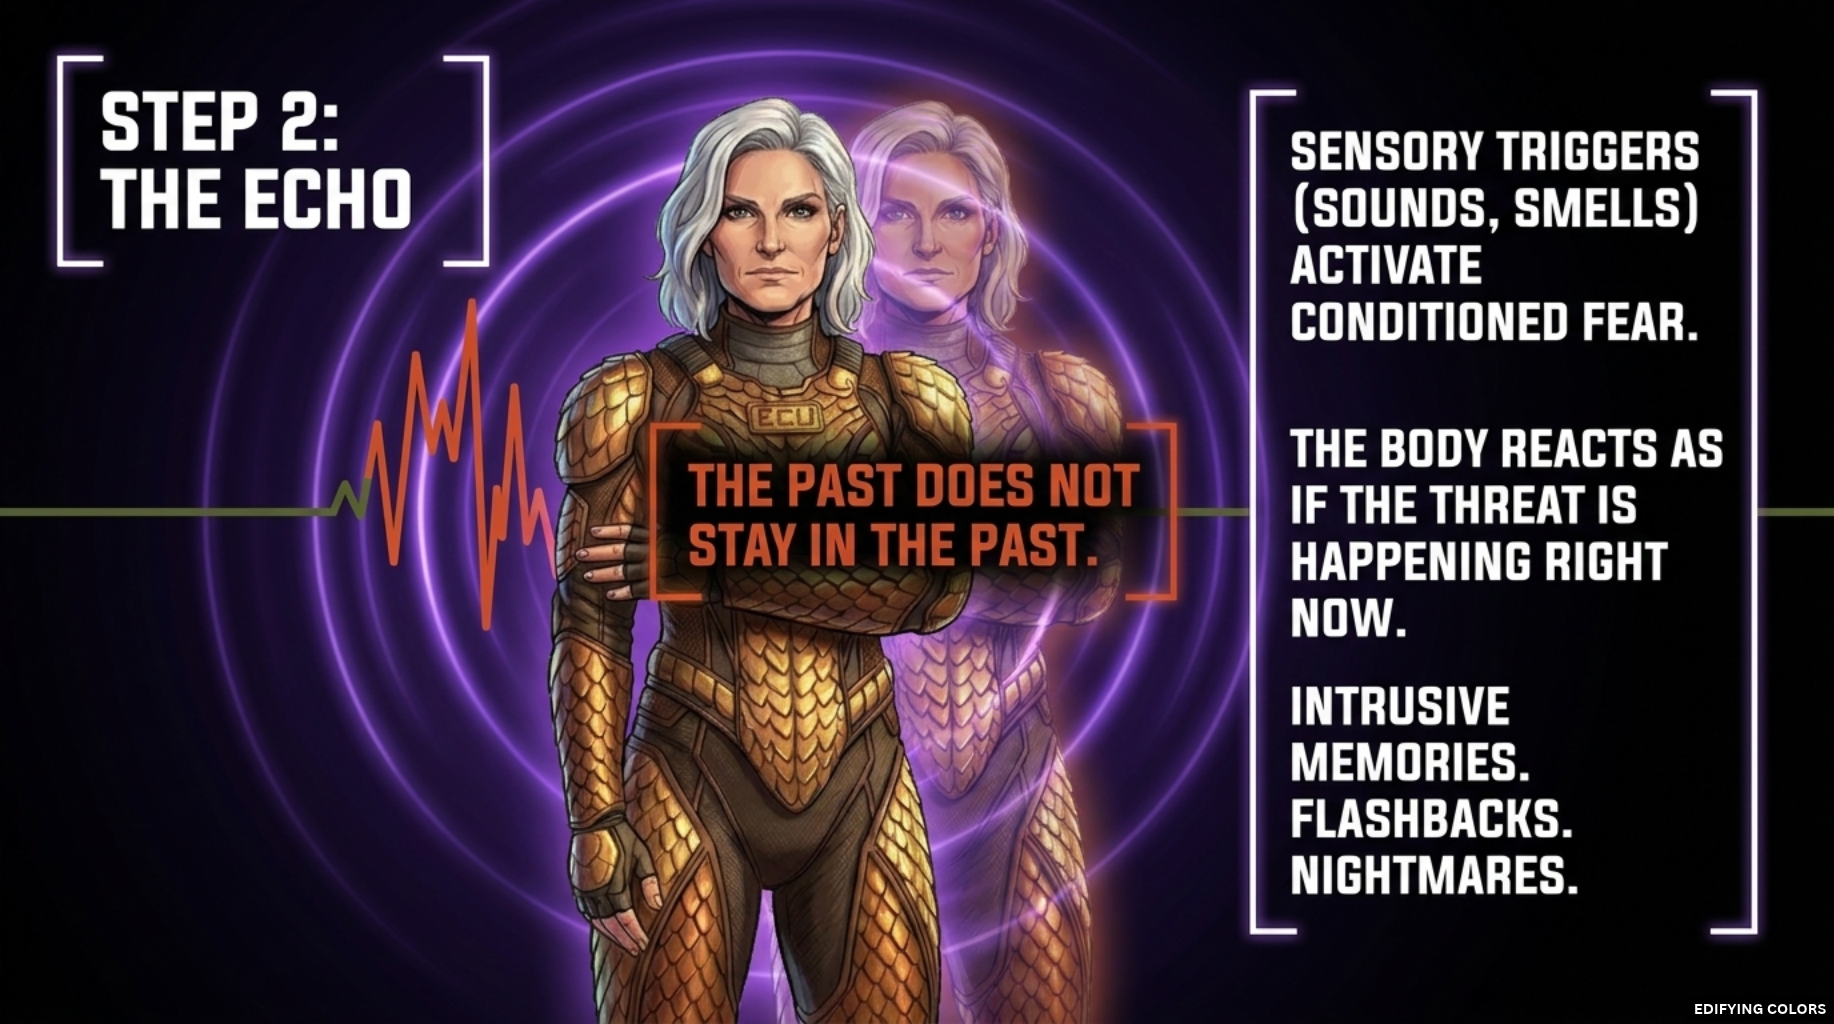 STEP 2:
THE ECHO
ECU
THE PAST DOES NOT
STAY IN THE PAST.
SENSORY TRIGGERS
(SOUNDS, SMELLS)
ACTIVATE
CONDITIONED FEAR.
THE BODY REACTS AS
IF THE THREAT IS
HAPPENING RIGHT
NOW.
INTRUSIVE
MEMORIES.
FLASHBACKS.
NIGHTMARES.
EDIFYING COLORS